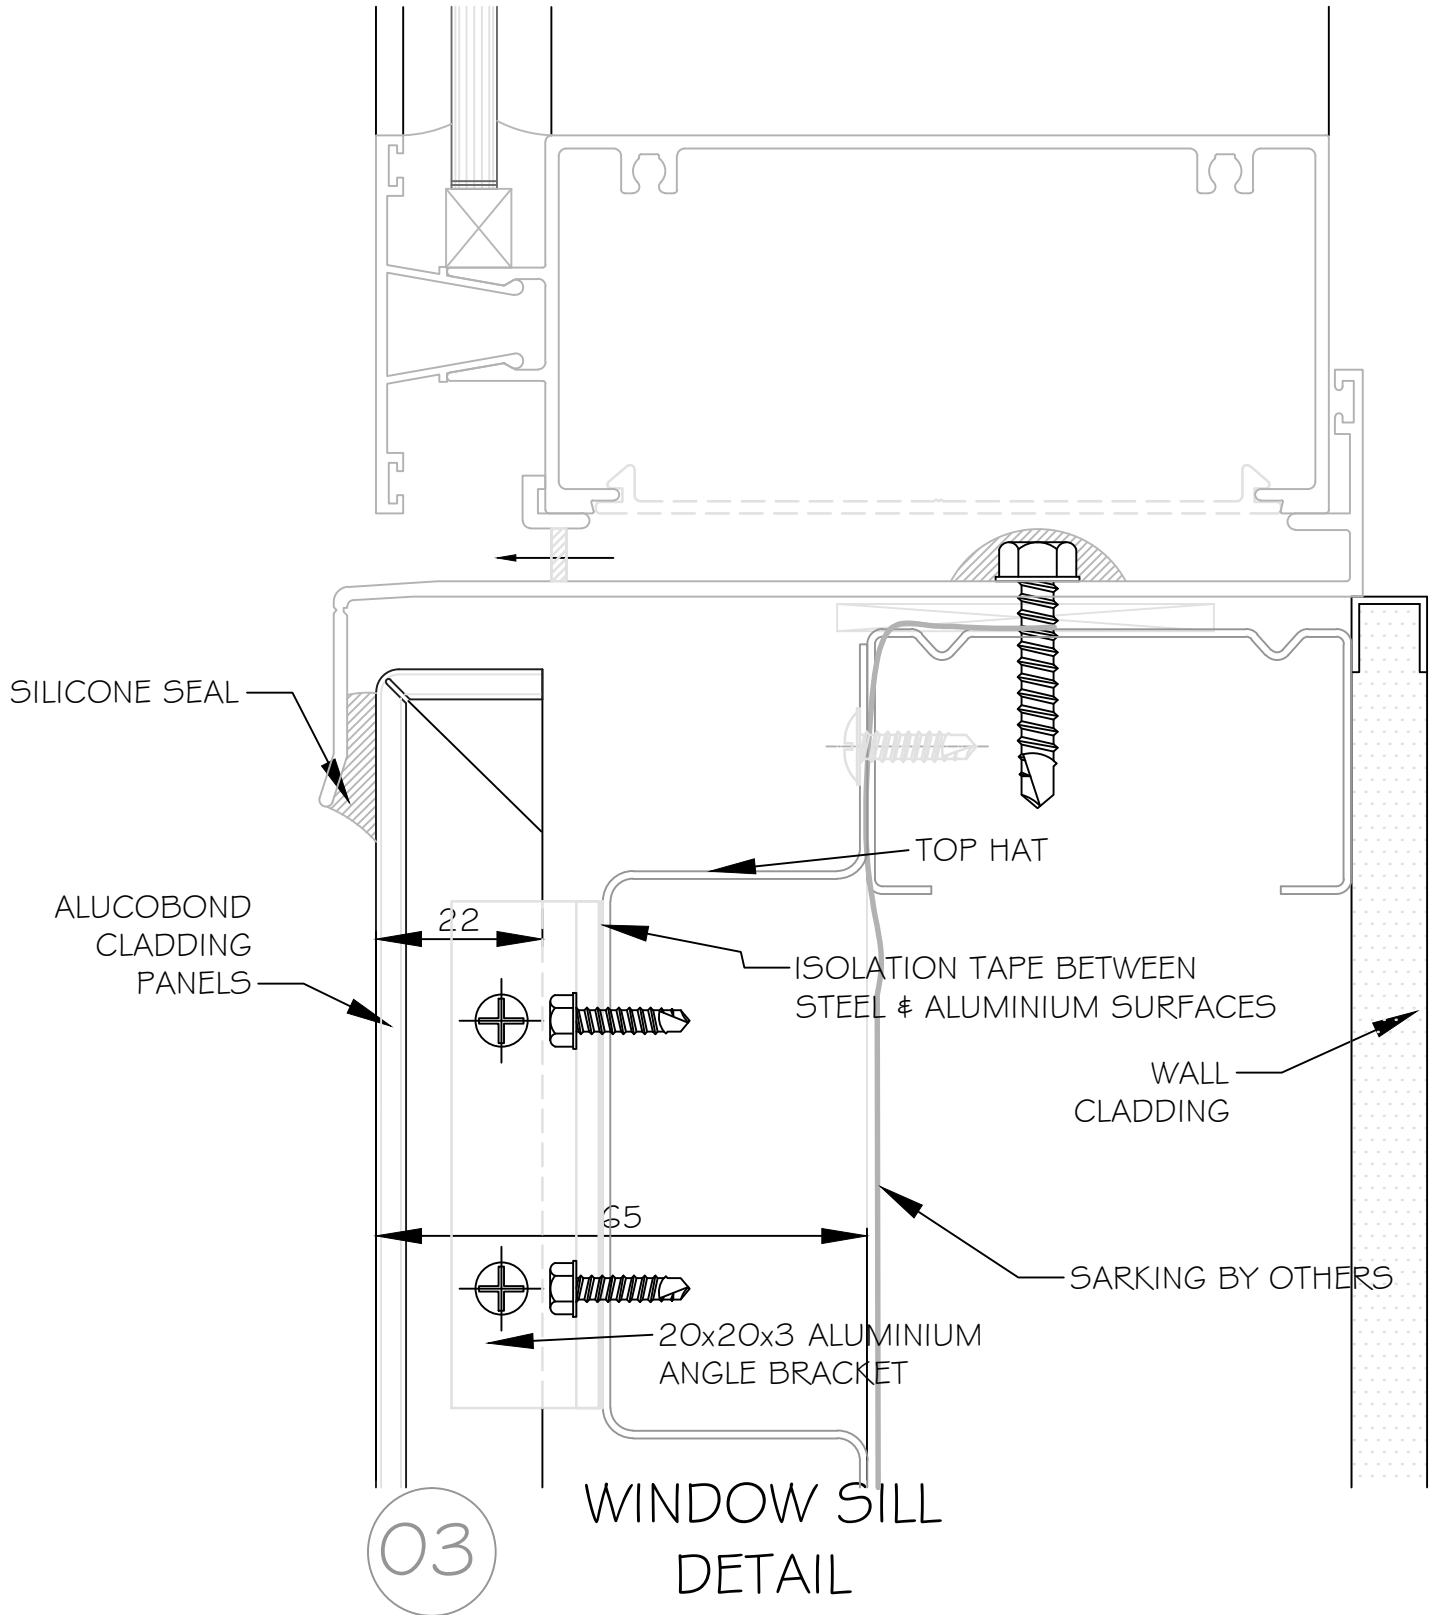 SILICONE SEAL
TOP HAT
ALUCOBOND
CLADDING
PANELS
22
ISOLATION TAPE BETWEEN
STEEL & ALUMINIUM SURFACES
WALL
CLADDING
65
SARKING BY OTHERS
20x20x3 ALUMINIUM
ANGLE BRACKET
03
WINDOW SILL
DETAIL